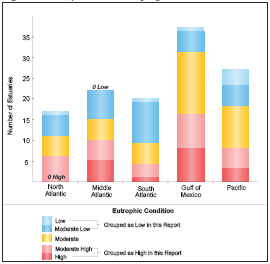 35
30
25
20
15
10
5
Number of Estuaries
0 High
0 Low
North Atlantic
Middle Atlantic
South Atlantic
Gulf of Mexico
Pacific
Eutrophic Condition
Low
Moderate Low
Grouped as Low in this Report
Moderate
Moderate High
High
Grouped as High in this Report